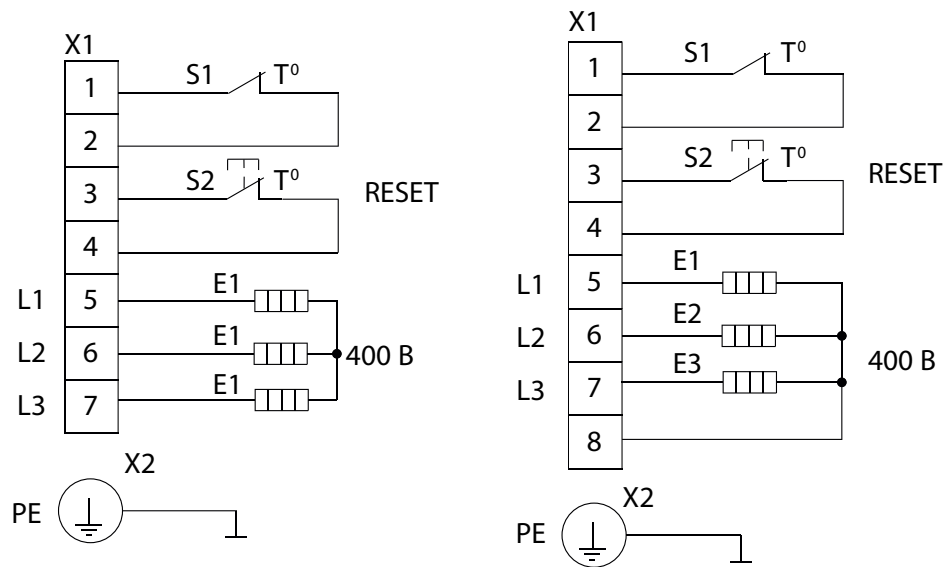 X1
1 S1 T⁰
2
3 S2 T⁰ RESET
4
L1 5 E1
L2 6 E1 400 В
L3 7 E1
X2
PE
X1
1 S1 T⁰
2
3 S2 T⁰ RESET
4
L1 5 E1
L2 6 E2
400 В
L3 7 E3
8
X2
PE